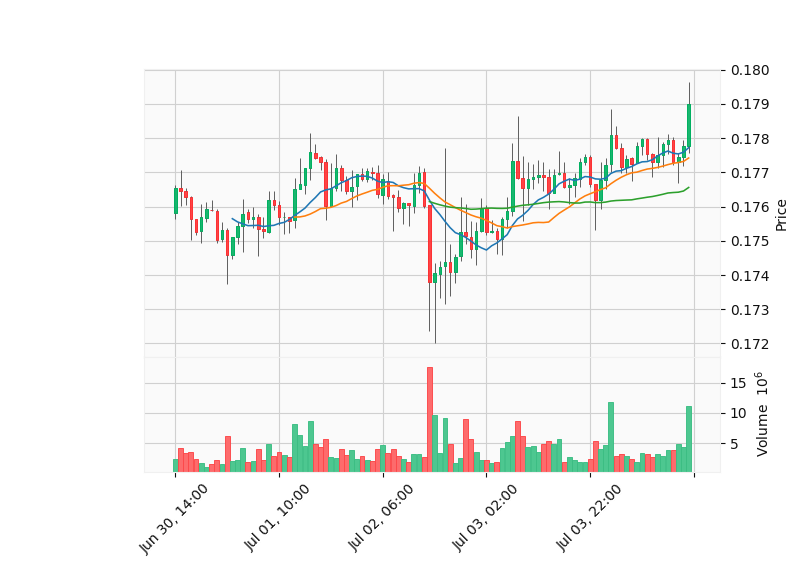 0.180
0.179
0.178
0.177
0.176
0.175
0.174
0.173
0.172
Price
15
10
5
Volume 10⁶
Jun 30, 14:00
Jul 01, 10:00
Jul 02, 06:00
Jul 03, 02:00
Jul 03, 22:00